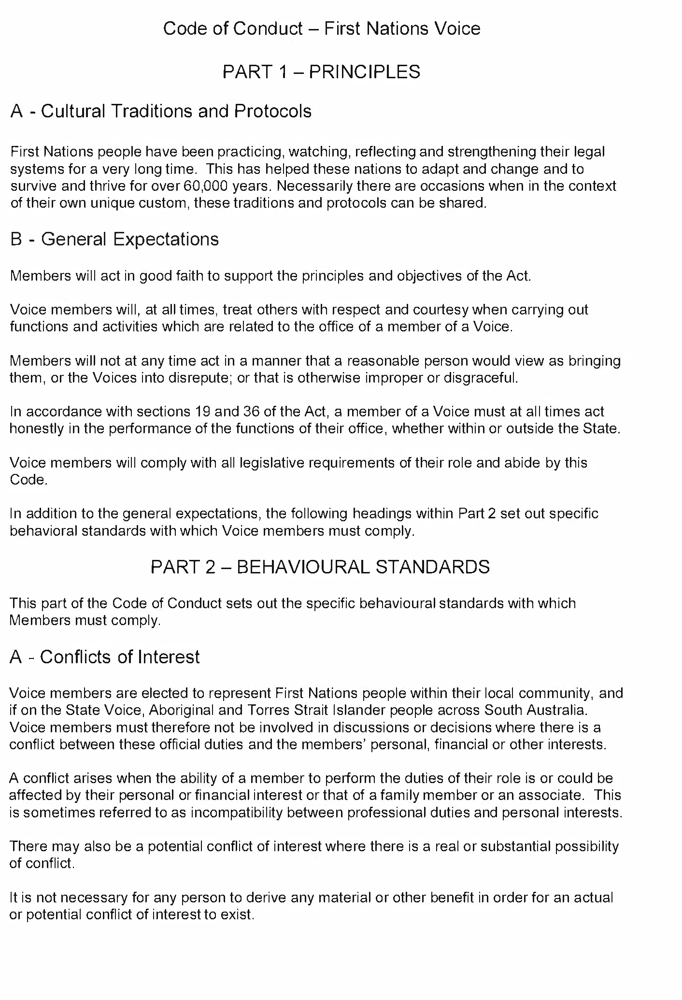 Code of Conduct – First Nations Voice
PART 1 – PRINCIPLES
A - Cultural Traditions and Protocols
First Nations people have been practicing, watching, reflecting and strengthening their legal
systems for a very long time.  This has helped these nations to adapt and change and to
survive and thrive for over 60,000 years. Necessarily there are occasions when in the context
of their own unique custom, these traditions and protocols can be shared.
B - General Expectations
Members will act in good faith to support the principles and objectives of the Act.
Voice members will, at all times, treat others with respect and courtesy when carrying out
functions and activities which are related to the office of a member of a Voice.
Members will not at any time act in a manner that a reasonable person would view as bringing
them, or the Voices into disrepute; or that is otherwise improper or disgraceful.
In accordance with sections 19 and 36 of the Act, a member of a Voice must at all times act
honestly in the performance of the functions of their office, whether within or outside the State.
Voice members will comply with all legislative requirements of their role and abide by this
Code.
In addition to the general expectations, the following headings within Part 2 set out specific
behavioral standards with which Voice members must comply.
PART 2 – BEHAVIOURAL STANDARDS
This part of the Code of Conduct sets out the specific behavioural standards with which
Members must comply.
A - Conflicts of Interest
Voice members are elected to represent First Nations people within their local community, and
if on the State Voice, Aboriginal and Torres Strait Islander people across South Australia.
Voice members must therefore not be involved in discussions or decisions where there is a
conflict between these official duties and the members’ personal, financial or other interests.
A conflict arises when the ability of a member to perform the duties of their role is or could be
affected by their personal or financial interest or that of a family member or an associate.  This
is sometimes referred to as incompatibility between professional duties and personal interests.
There may also be a potential conflict of interest where there is a real or substantial possibility
of conflict.
It is not necessary for any person to derive any material or other benefit in order for an actual
or potential conflict of interest to exist.